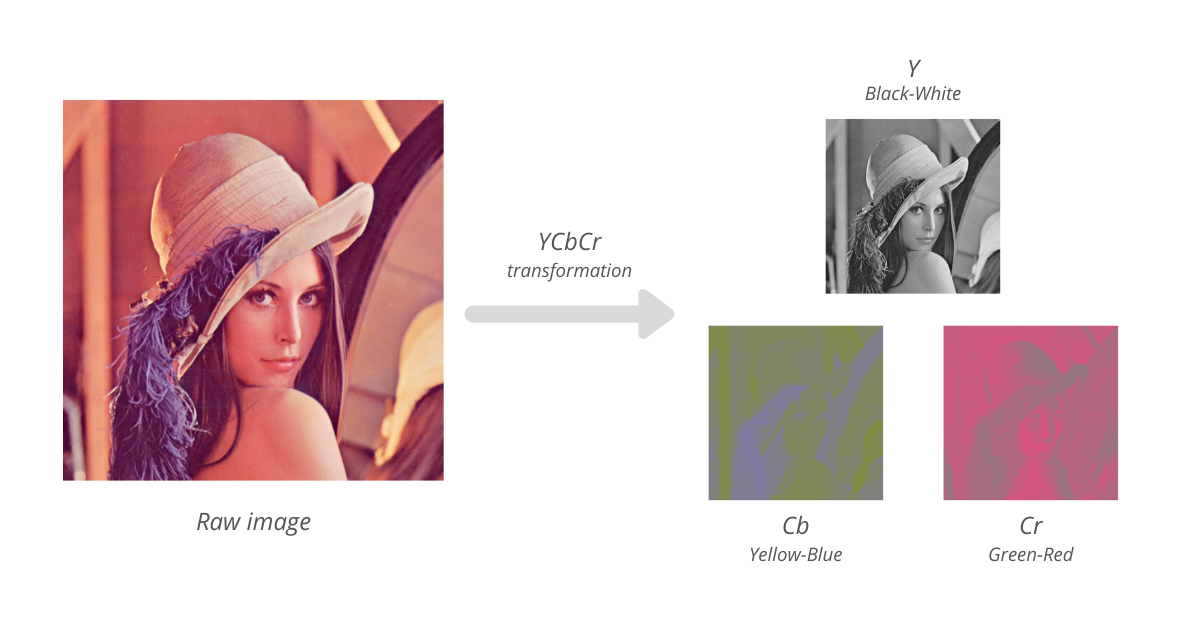 Y
Black-White
YCbCr
transformation
Raw image
Cb
Yellow-Blue
Cr
Green-Red